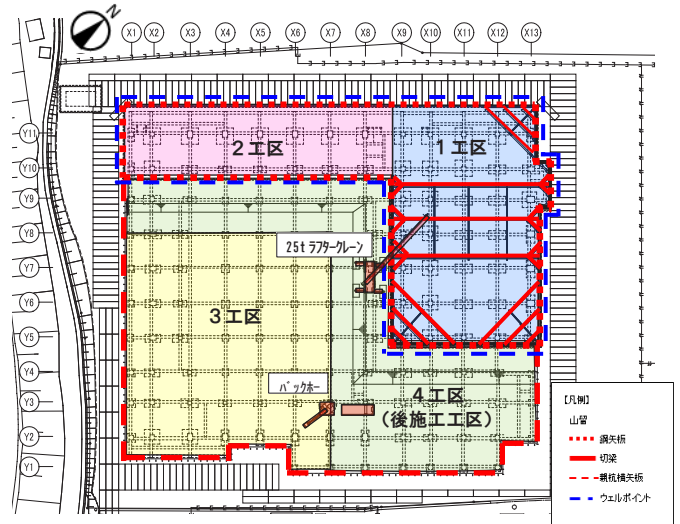 N
X1 X2 X3 X4 X5 X6 X7 X8 X9 X10 X11 X12 X13
Y11
Y10
Y9
Y8
Y7
Y6
Y5
Y4
Y3
Y2
Y1
2工区
1工区
25tラフタークレーン
3工区
バックホー
4工区
(後施工工区)
【凡例】
山留
鋼矢板
切梁
親杭横矢板
ウェルポイント